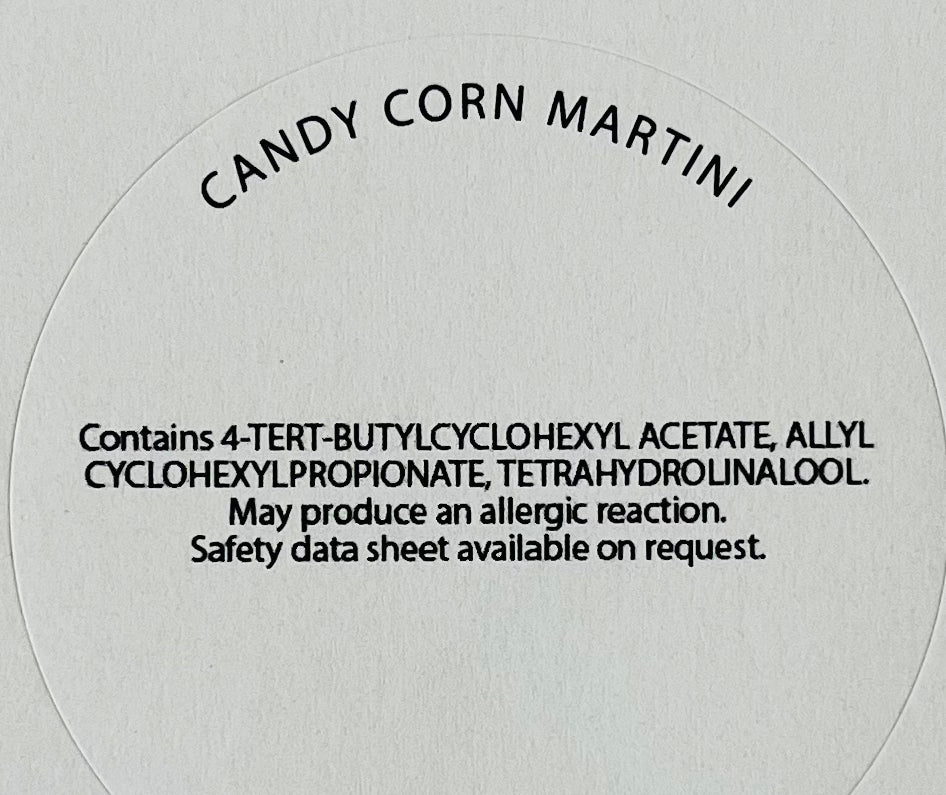 CANDY CORN MARTINI
Contains 4-TERT-BUTYLCYCLOHEXYL ACETATE, ALLYL
CYCLOHEXYLPROPIONATE, TETRAHYDROLINALOOL.
May produce an allergic reaction.
Safety data sheet available on request.